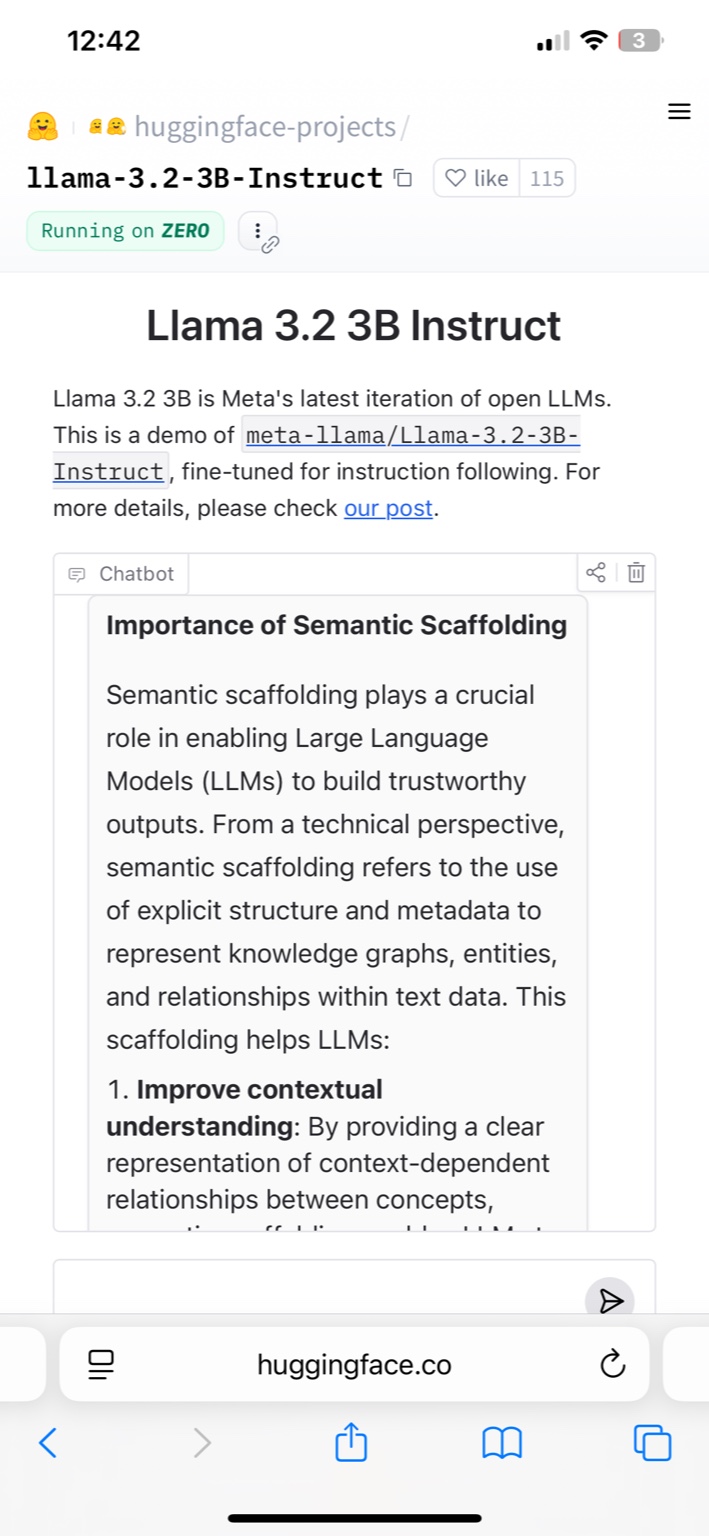 12:42
3
huggingface-projects/
llama-3.2-3B-Instruct
like 115
Running on ZERO
Llama 3.2 3B Instruct
Llama 3.2 3B is Meta's latest iteration of open LLMs.
This is a demo of meta-llama/Llama-3.2-3B-
Instruct, fine-tuned for instruction following. For
more details, please check our post.
Chatbot
Importance of Semantic Scaffolding
Semantic scaffolding plays a crucial
role in enabling Large Language
Models (LLMs) to build trustworthy
outputs. From a technical perspective,
semantic scaffolding refers to the use
of explicit structure and metadata to
represent knowledge graphs, entities,
and relationships within text data. This
scaffolding helps LLMs:
1. Improve contextual
understanding: By providing a clear
representation of context-dependent
relationships between concepts,
huggingface.co